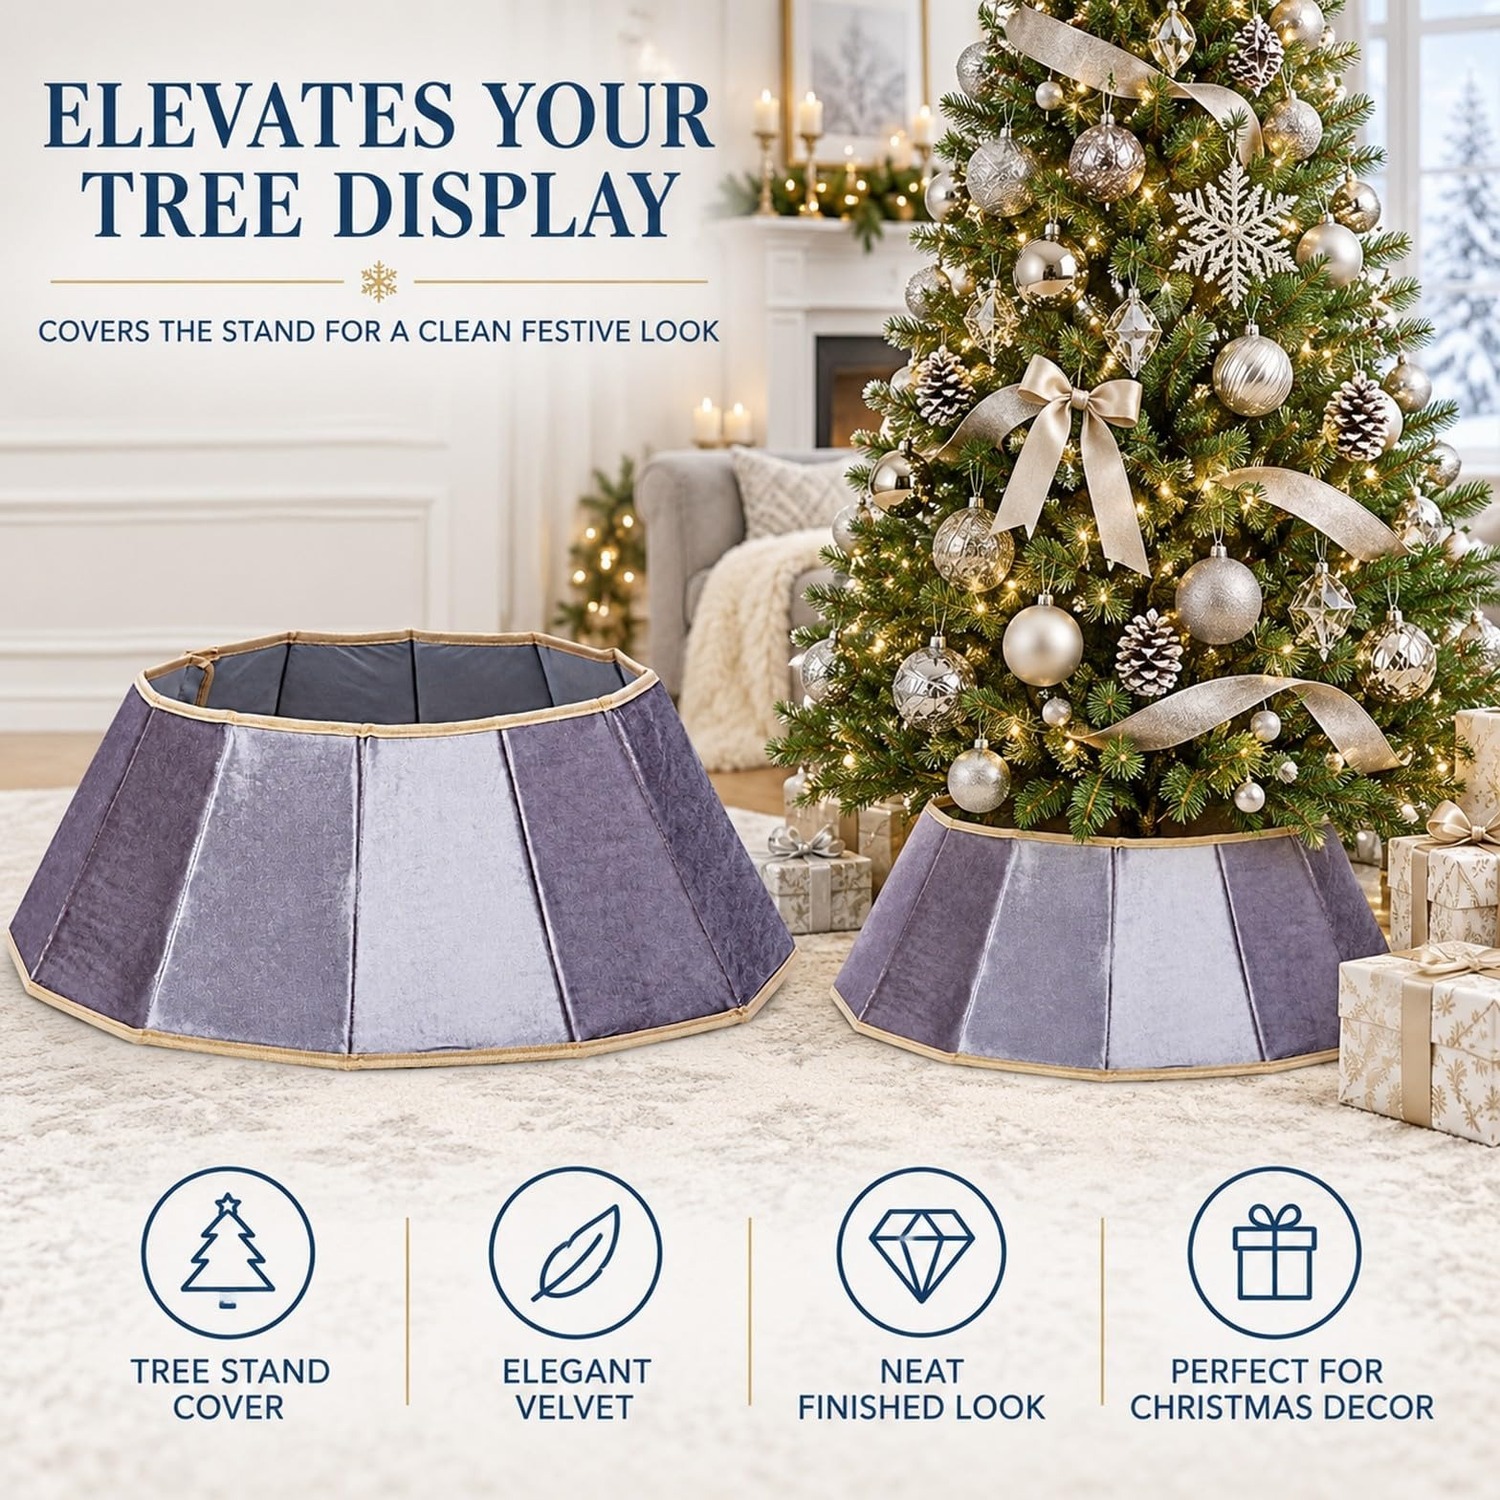 ELEVATES YOUR
TREE DISPLAY
COVERS THE STAND FOR A CLEAN FESTIVE LOOK
TREE STAND
COVER
ELEGANT
VELVET
NEAT
FINISHED LOOK
PERFECT FOR
CHRISTMAS DECOR